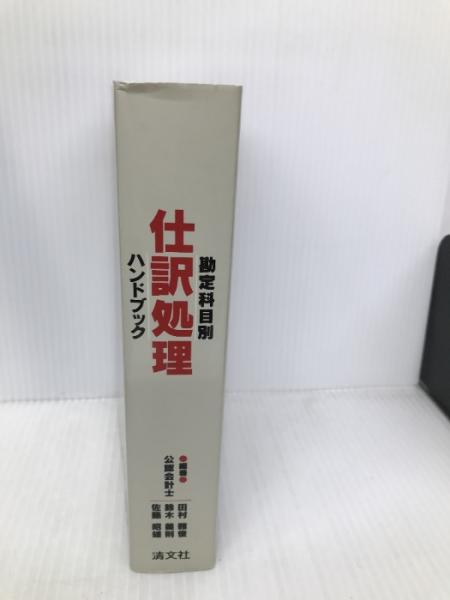 勘定科目別
仕訳処理
ハンドブック
●編著●
公認会計士
田村雅俊
鈴木義則
佐藤昭雄
清文社